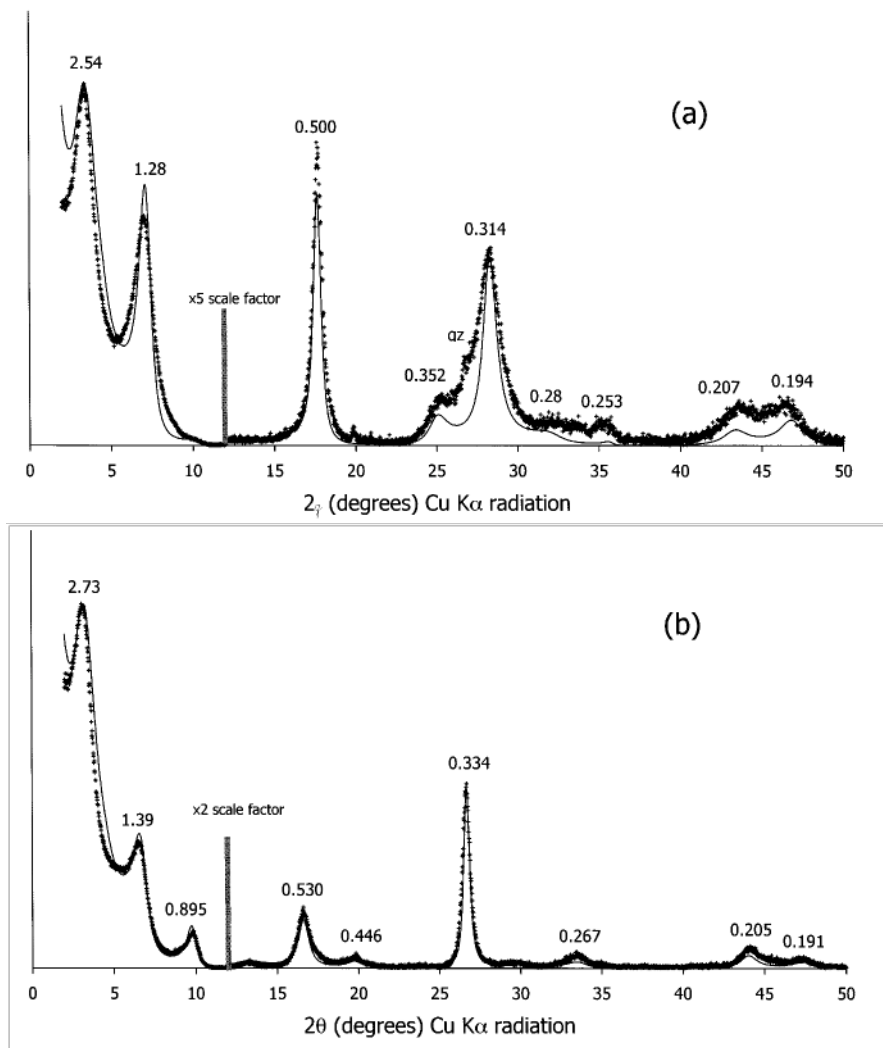 2.54
(a)
0.500
1.28
0.314
x5 scale factor
qz
0.352
0.28
0.253
0.207
0.194
0 5 10 15 20 25 30 35 40 45 50
(degrees) Cu Kα radiation
2.73
(b)
0.334
x2 scale factor
1.39
0.895
0.530
0.446
0.267
0.205
0.191
0 5 10 15 20 25 30 35 40 45 50
2θ (degrees) Cu Kα radiation